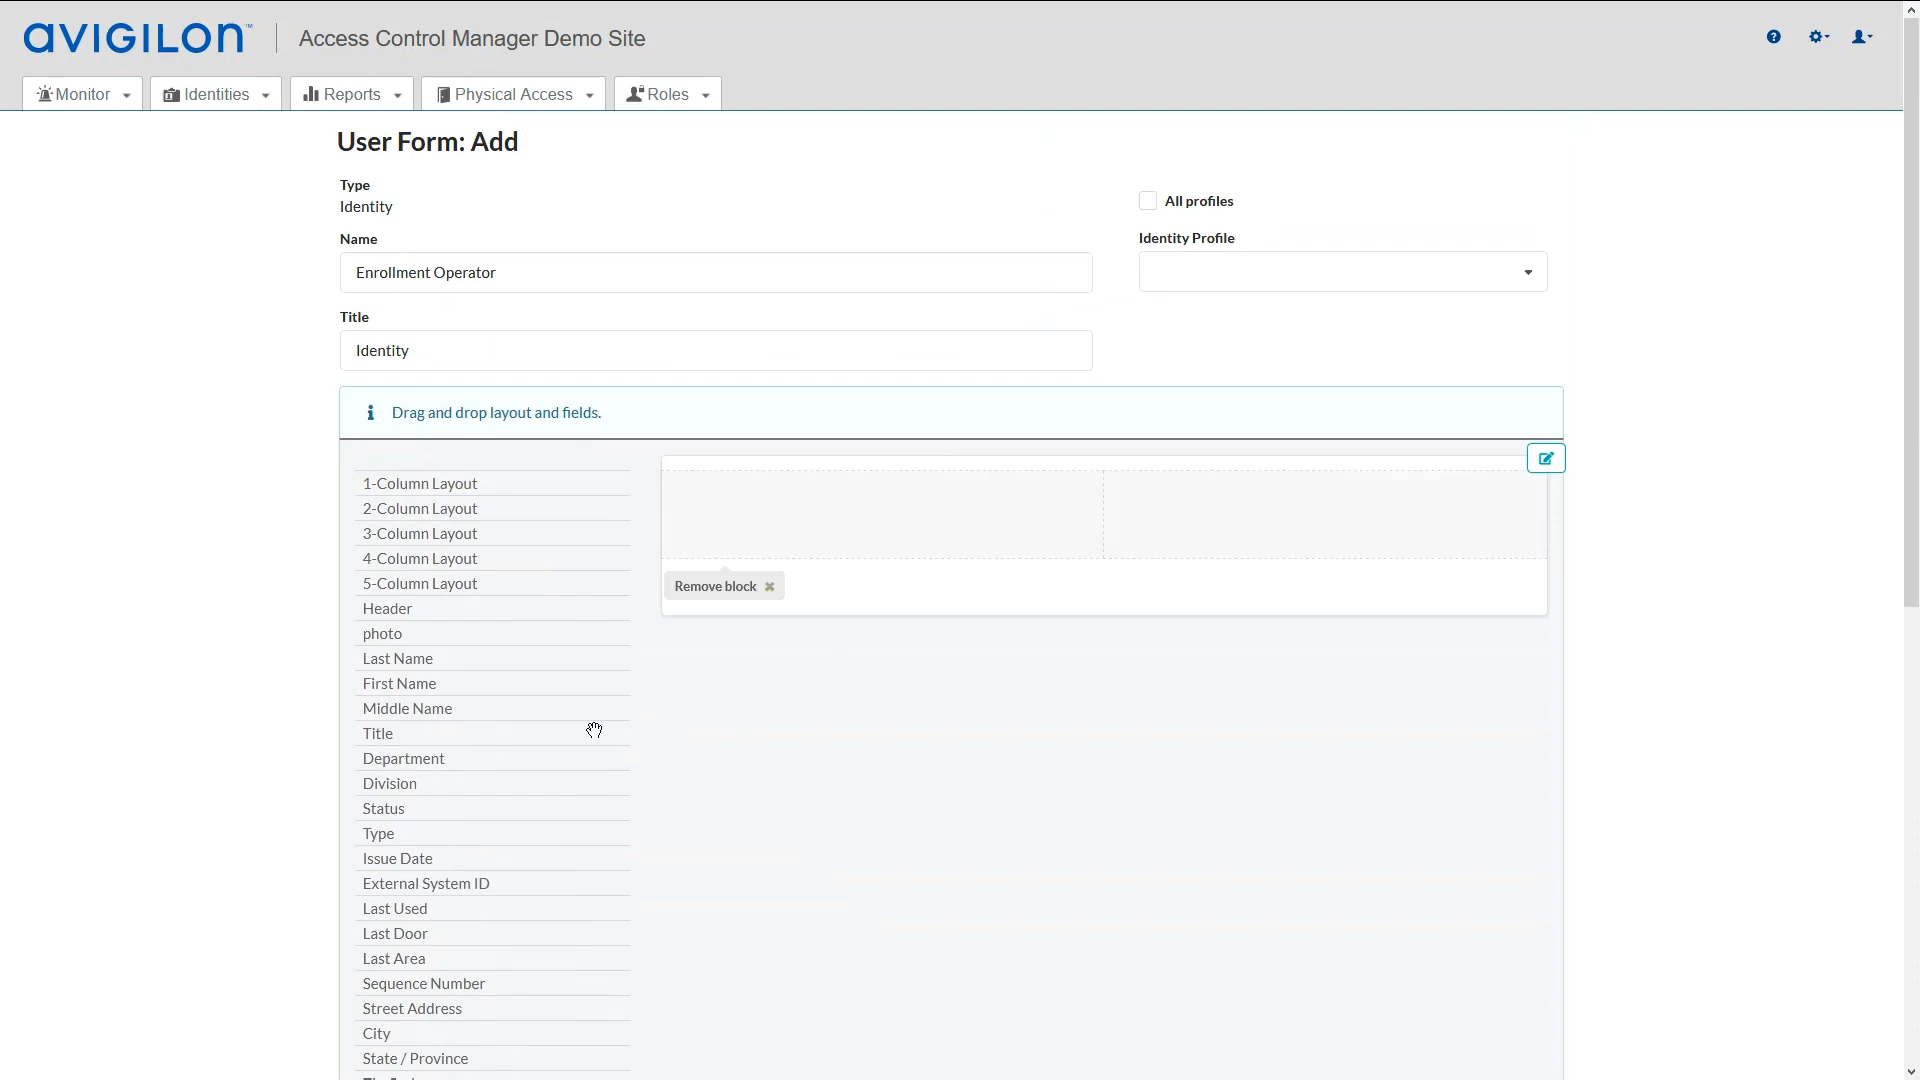 avigilon™
Access Control Manager Demo Site
Monitor
Identities
Reports
Physical Access
Roles
User Form: Add
Type
Identity
All profiles
Name
Identity Profile
Enrollment Operator
Title
Identity
Drag and drop layout and fields.
1-Column Layout
2-Column Layout
3-Column Layout
4-Column Layout
5-Column Layout
Remove block
Header
photo
Last Name
First Name
Middle Name
Title
Department
Division
Status
Type
Issue Date
External System ID
Last Used
Last Door
Last Area
Sequence Number
Street Address
City
State / Province